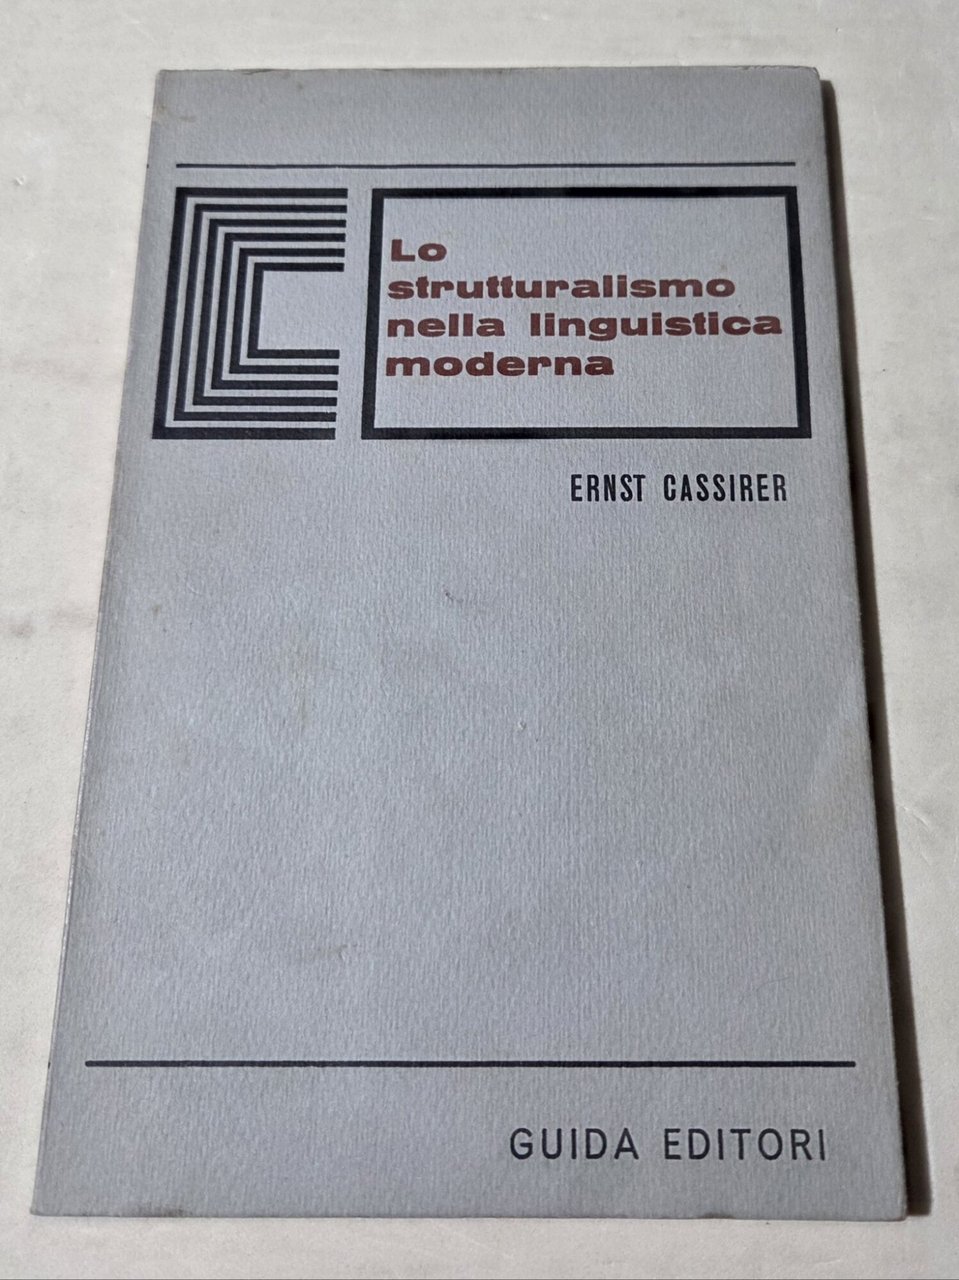 Lo
strutturalismo
nella linguistica
moderna
ERNST CASSIRER
GUIDA EDITORI